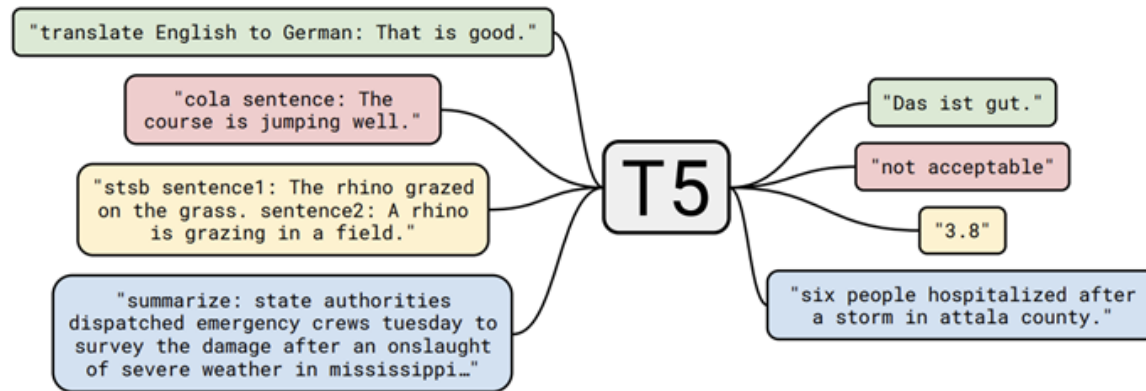 "translate English to German: That is good."
"cola sentence: The
course is jumping well."
"stsb sentence1: The rhino grazed
on the grass. sentence2: A rhino
is grazing in a field."
"summarize: state authorities
dispatched emergency crews tuesday to
survey the damage after an onslaught
of severe weather in mississippi…"
T5
"Das ist gut."
"not acceptable"
"3.8"
"six people hospitalized after
a storm in attala county."